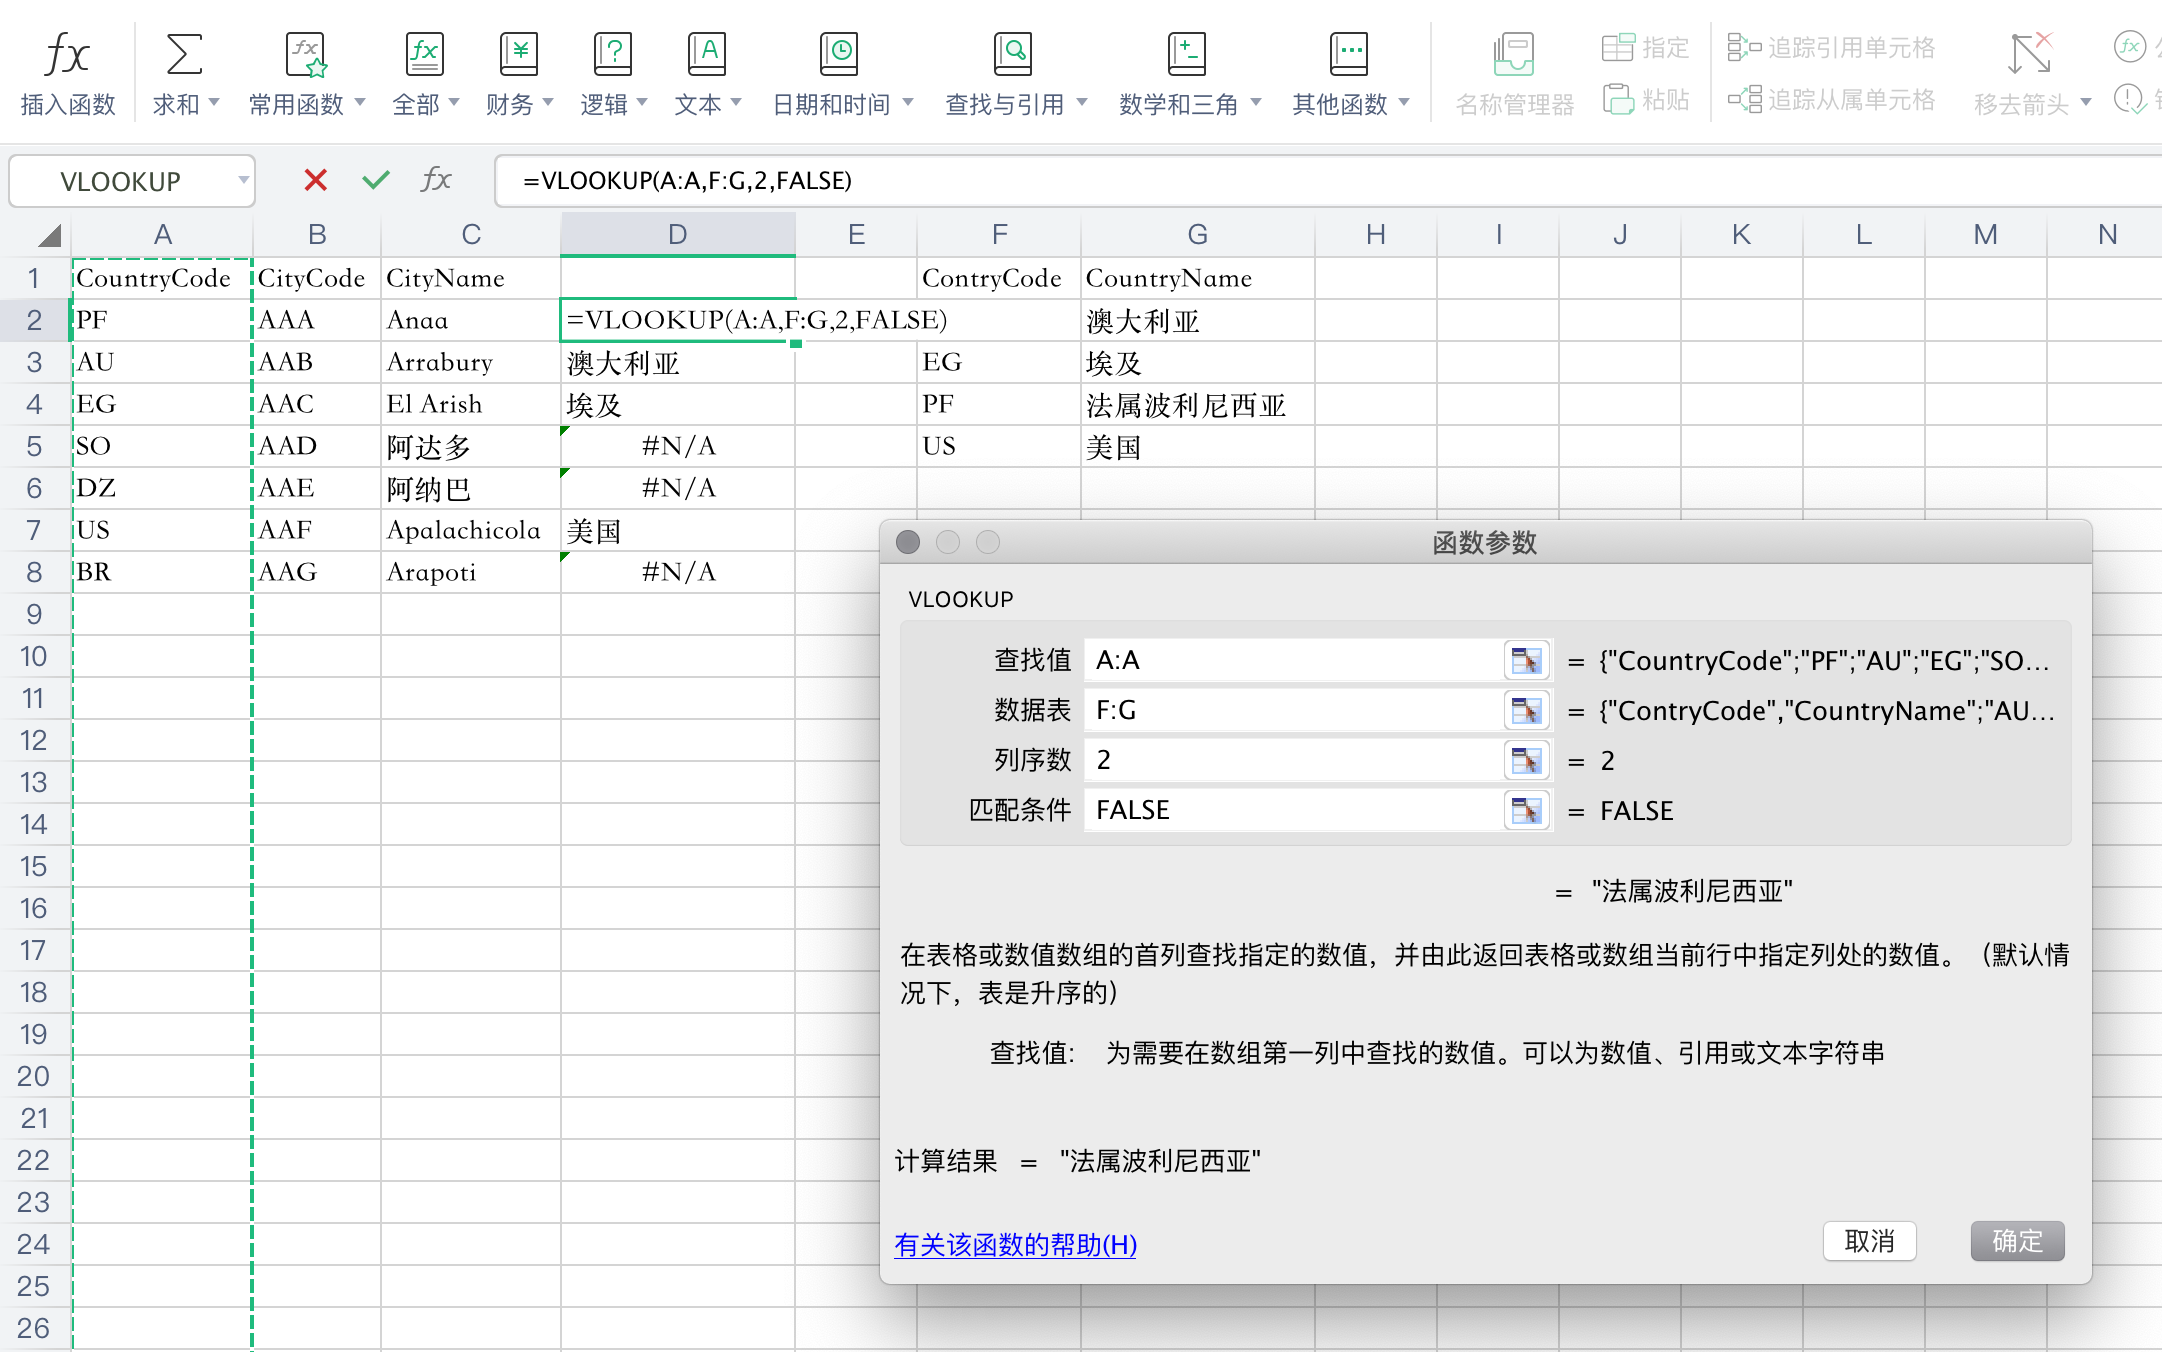 插入函数 求和 常用函数 全部 财务 逻辑 文本 日期和时间 查找与引用 数学和三角 其他函数 名称管理器 指定 粘贴 追踪引用单元格 追踪从属单元格 移去箭头
VLOOKUP fx =VLOOKUP(A:A,F:G,2,FALSE)
A B C D E F G H I J K L M N
1 CountryCode CityCode CityName ContryCode CountryName
2 PF AAA Anaa =VLOOKUP(A:A,F:G,2,FALSE) 澳大利亚
3 AU AAB Arrabury 澳大利亚 EG 埃及
4 EG AAC El Arish 埃及 PF 法属波利尼西亚
5 SO AAD 阿达多 #N/A US 美国
6 DZ AAE 阿纳巴 #N/A
7 US AAF Apalachicola 美国
8 BR AAG Arapoti #N/A
9
10
11
12
13
14
15
16
17
18
19
20
21
22
23
24
25
26
函数参数
VLOOKUP
查找值 A:A = {"CountryCode";"PF";"AU";"EG";"SO...
数据表 F:G = {"ContryCode","CountryName";"AU...
列序数 2 = 2
匹配条件 FALSE = FALSE
= "法属波利尼西亚"
在表格或数值数组的首列查找指定的数值，并由此返回表格或数组当前行中指定列处的数值。（默认情
况下，表是升序的）
查找值： 为需要在数组第一列中查找的数值。可以为数值、引用或文本字符串
计算结果 = "法属波利尼西亚"
有关该函数的帮助(H) 取消 确定